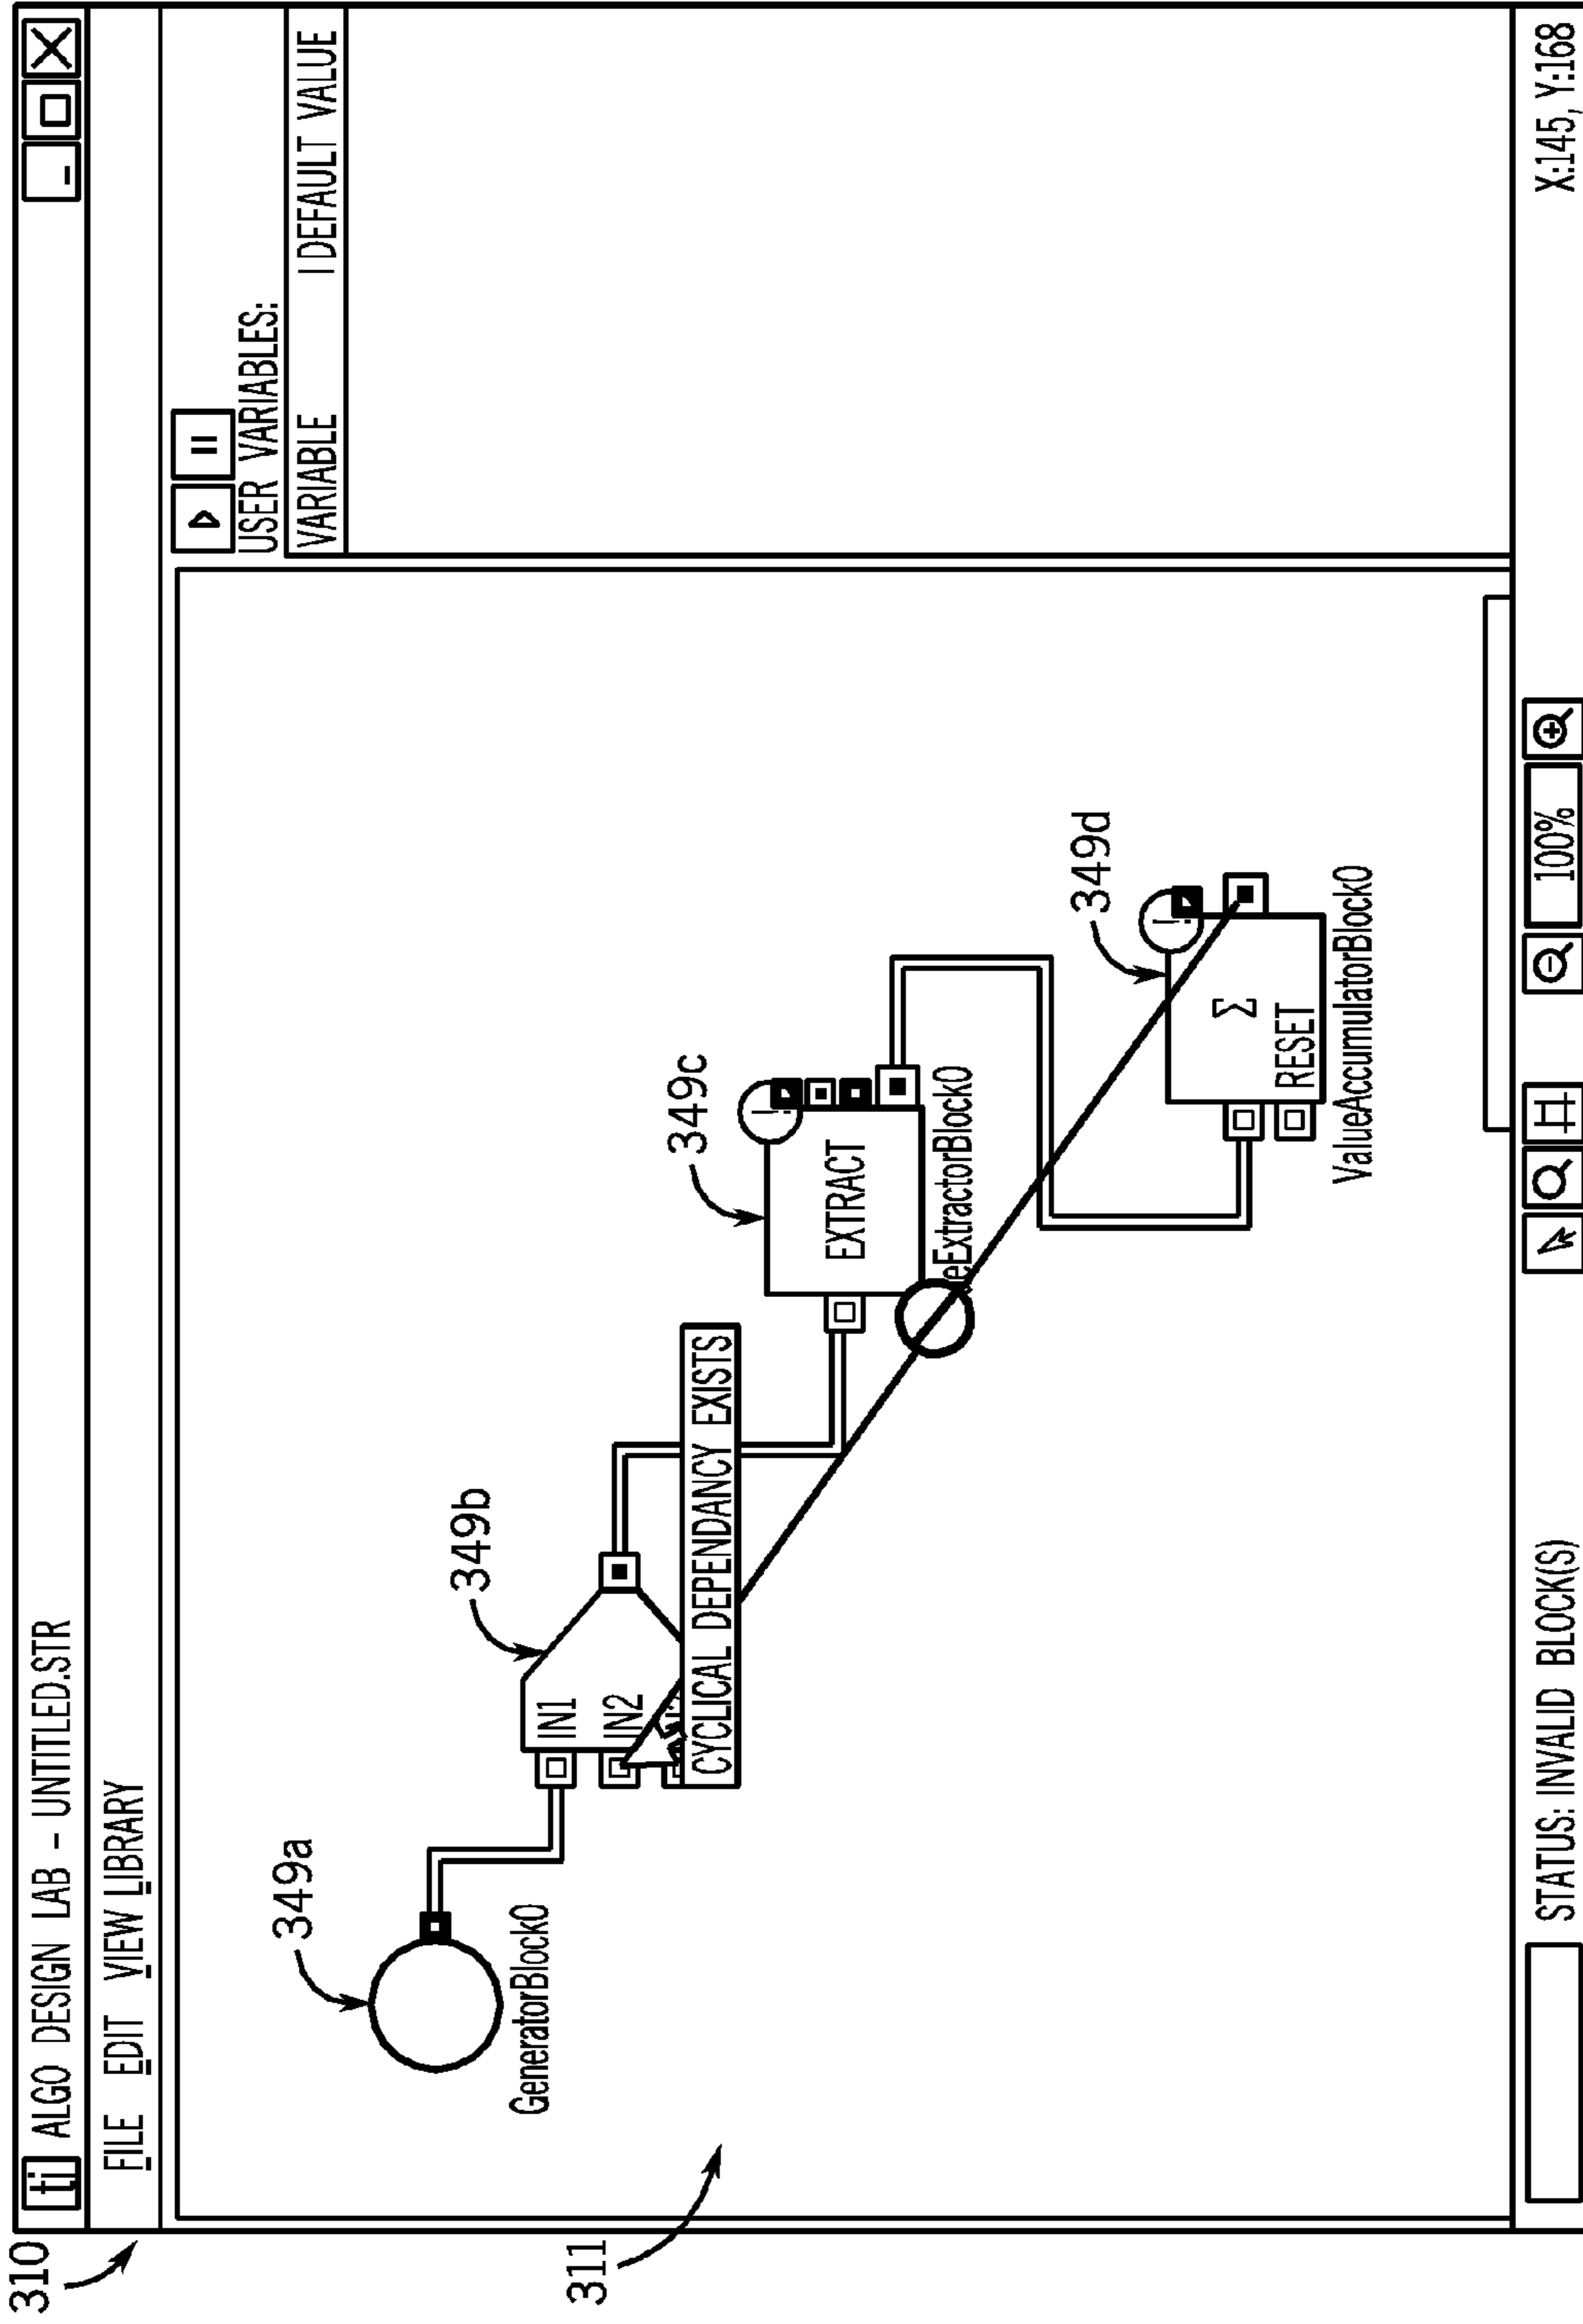 310
ti ALGO DESIGN LAB - UNTITLED.STR
FILE EDIT VIEW LIBRARY
USER VARIABLES:
VARIABLE | DEFAULT VALUE
311
349a
GeneratorBlock0
349b
IN1
IN2
CYCLICAL DEPENDANCY EXISTS
349c
EXTRACT
eExtractorBlock0
349d
Σ
RESET
ValueAccumulatorBlock0
STATUS: INVALID BLOCK(S)
100%
X:145, Y:168